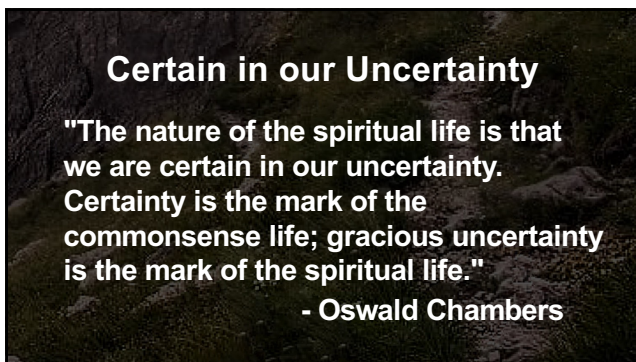 Certain in our Uncertainty
"The nature of the spiritual life is that
we are certain in our uncertainty.
Certainty is the mark of the
commonsense life; gracious uncertainty
is the mark of the spiritual life."
- Oswald Chambers